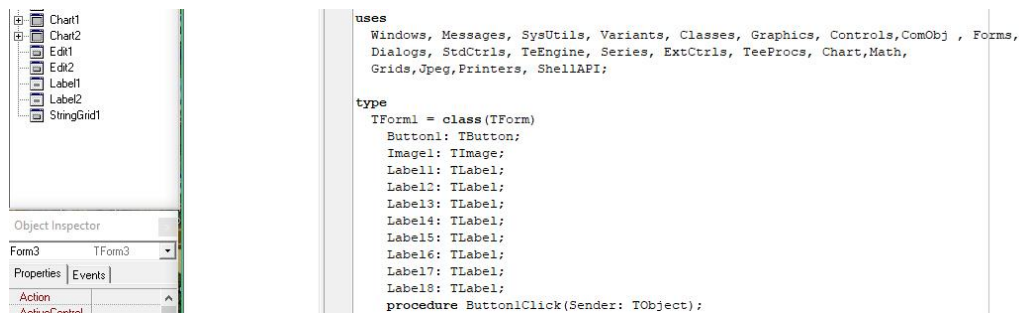 Chart1
Chart2
Edit1
Edit2
Label1
Label2
StringGrid1
Object Inspector
Form3 TForm3
Properties Events
Action
ActiveControl
uses
Windows, Messages, SysUtils, Variants, Classes, Graphics, Controls,ComObj , Forms,
Dialogs, StdCtrls, TeEngine, Series, ExtCtrls, TeeProcs, Chart,Math,
Grids,Jpeg,Printers, ShellAPI;
type
TForm1 = class(TForm)
Button1: TButton;
Image1: TImage;
Label1: TLabel;
Label2: TLabel;
Label3: TLabel;
Label4: TLabel;
Label5: TLabel;
Label6: TLabel;
Label7: TLabel;
Label8: TLabel;
procedure Button1Click(Sender: TObject);